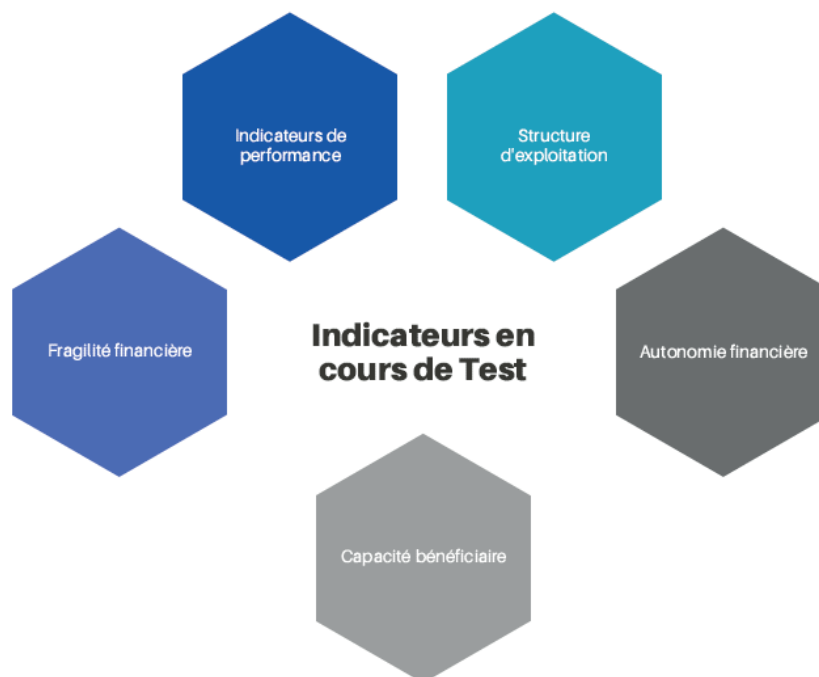 Indicateurs de
performance
Structure
d'exploitation
Fragilité financière
Indicateurs en
cours de Test
Autonomie financière
Capacité bénéficiaire